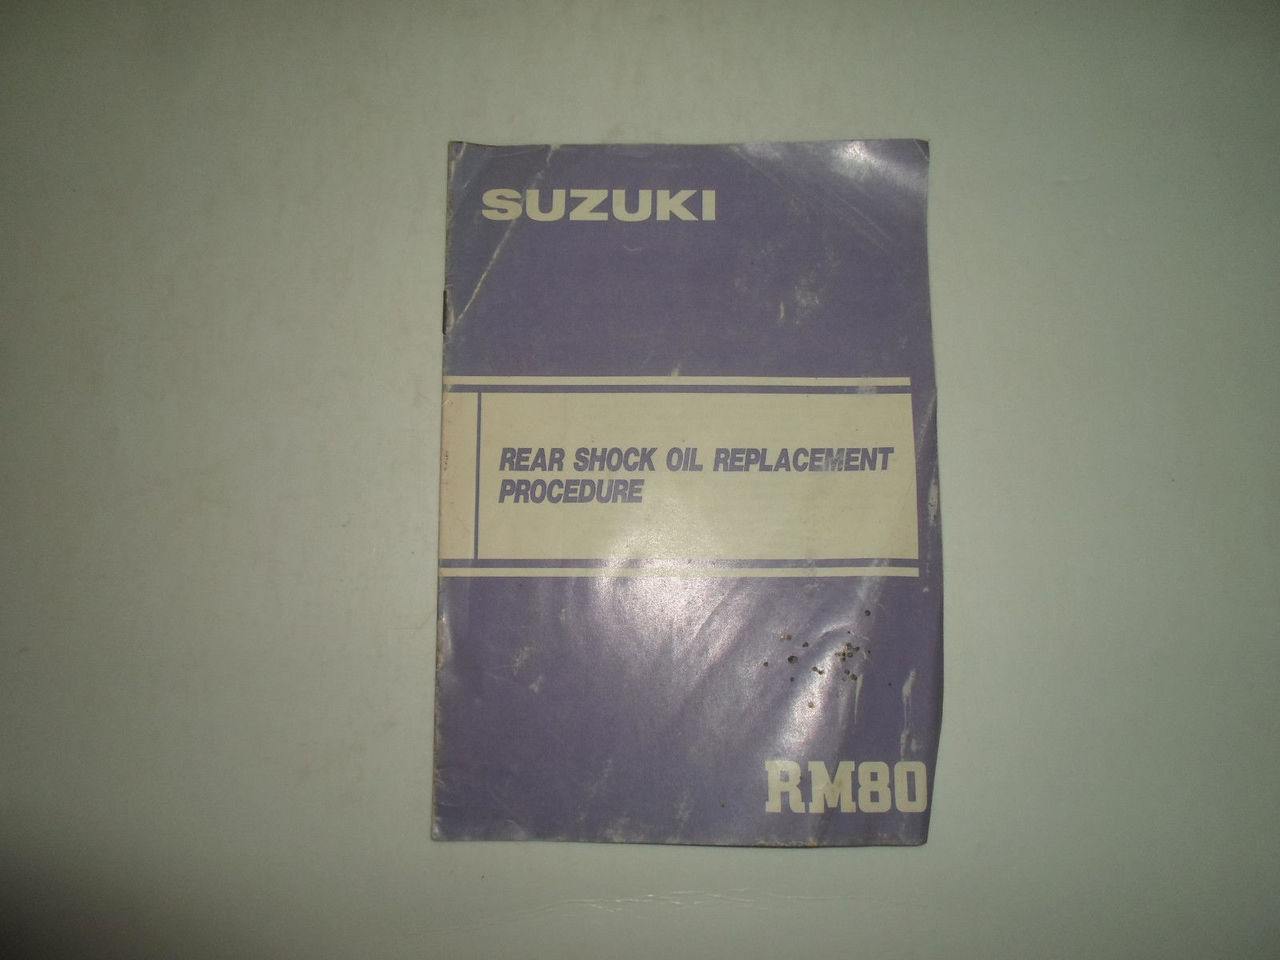 SUZUKI
REAR SHOCK OIL REPLACEMENT
PROCEDURE
RM80